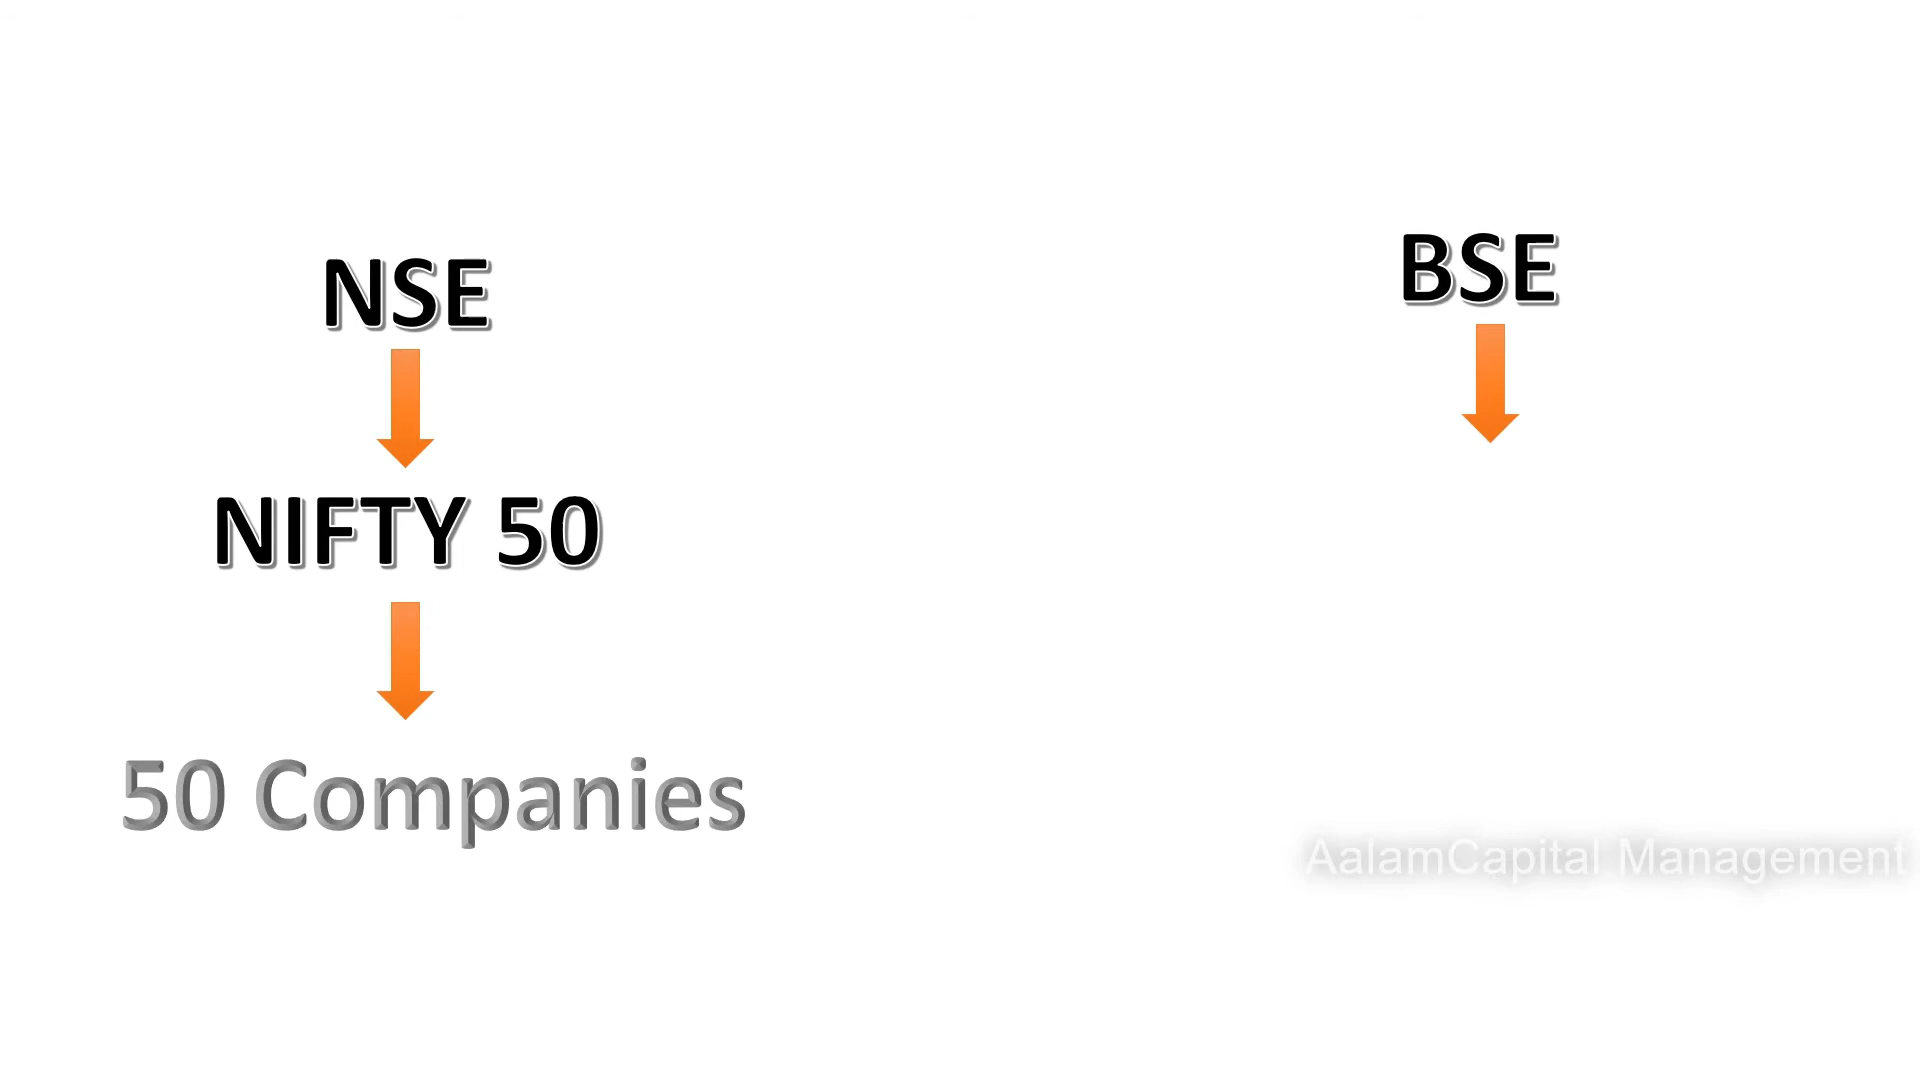 NSE
NIFTY 50
50 Companies
BSE
AalamCapital Management